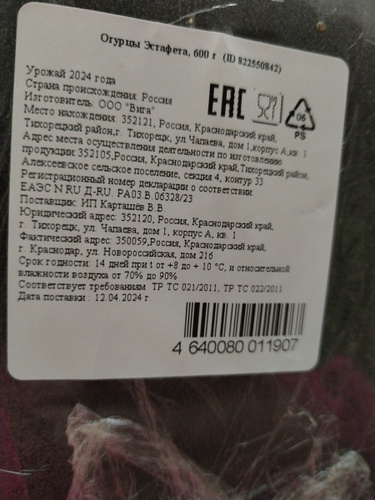 Огурцы Эстафета, 600 г (ID 822550842)
Урожай 2024 года
Страна происхождения: Россия
Изготовитель: ООО "Вига"
Место нахождения: 352121, Россия, Краснодарский край,
Тихорецкий район,г. Тихорецк, ул.Чапаева, дом 1,корпус А,кв. 1
Адрес места осуществления деятельности по изготовлению
продукции:352105,Россия,Краснодарский край,Тихорецкий район,
Алексеевское сельское поселение, секция 4, контур 33
Регистрационный номер декларации о соответствии:
ЕАЭС N RU Д-RU. РА03.В.06328/23
Поставщик: ИП Карташёв В.В.
Юридический адрес: 352120, Россия, Краснодарский край,
г. Тихорецк, ул. Чапаева, дом 1, корпус А, кв. 1
Фактический адрес: 350059,Россия, Краснодарский край,
г. Краснодар, ул. Новороссийская, дом 216
Срок годности: 14 дней при t от +8 до + 10 °C, и относительной
влажности воздуха от 70% до 90%
Соответствует требованиям ТР ТС 021/2011, ТР ТС 022/2011
Дата поставки : 12.04.2024 г.
EAC
06
PS
4 640080 011907